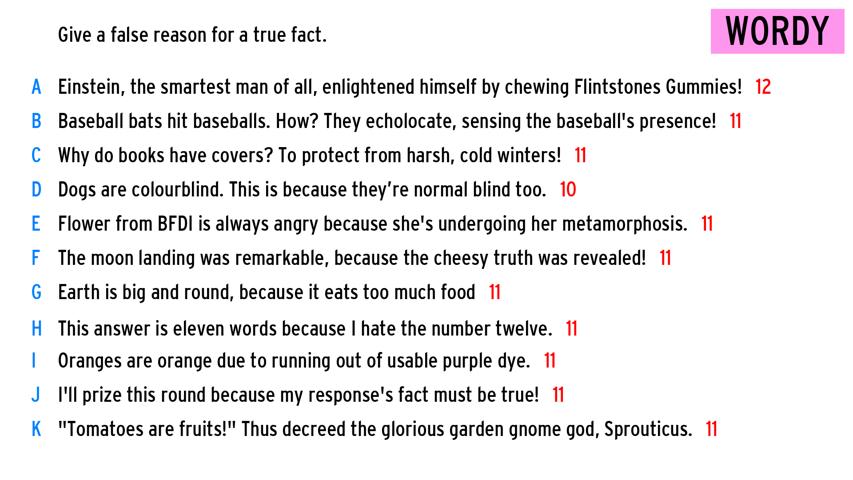 Give a false reason for a true fact.
WORDY
A Einstein, the smartest man of all, enlightened himself by chewing Flintstones Gummies! 12
B Baseball bats hit baseballs. How? They echolocate, sensing the baseball's presence! 11
C Why do books have covers? To protect from harsh, cold winters! 11
D Dogs are colourblind. This is because they’re normal blind too. 10
E Flower from BFDI is always angry because she's undergoing her metamorphosis. 11
F The moon landing was remarkable, because the cheesy truth was revealed! 11
G Earth is big and round, because it eats too much food 11
H This answer is eleven words because I hate the number twelve. 11
I Oranges are orange due to running out of usable purple dye. 11
J I'll prize this round because my response's fact must be true! 11
K "Tomatoes are fruits!" Thus decreed the glorious garden gnome god, Sprouticus. 11